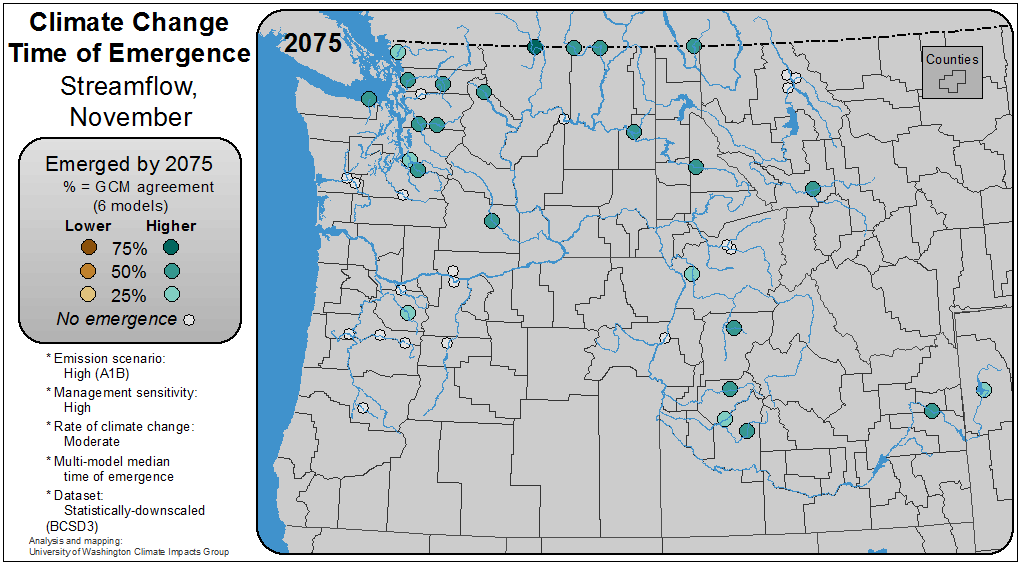 Climate Change
Time of Emergence
Streamflow,
November
Emerged by 2075
% = GCM agreement
(6 models)
Lower Higher
75%
50%
25%
No emergence
* Emission scenario:
High (A1B)
* Management sensitivity:
High
* Rate of climate change:
Moderate
* Multi-model median
time of emergence
* Dataset:
Statistically-downscaled
(BCSD3)
Analysis and mapping:
University of Washington Climate Impacts Group
2075
Counties